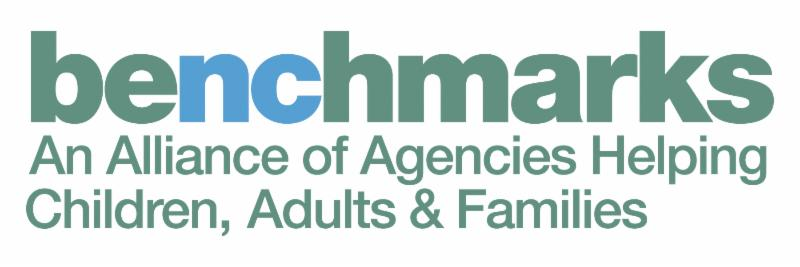 benchmarks
An Alliance of Agencies Helping
Children, Adults & Families